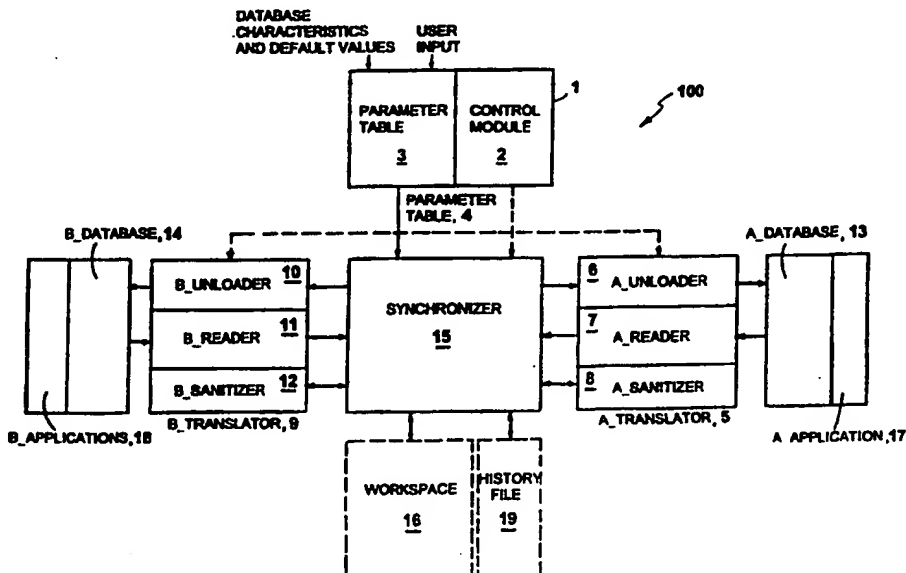 DATABASE
CHARACTERISTICS
AND DEFAULT VALUES
USER
INPUT
1
100
PARAMETER
TABLE
3
CONTROL
MODULE
2
PARAMETER
TABLE, 4
B_DATABASE, 14
A_DATABASE, 13
B_UNLOADER 10
B_READER 11
B_SANITIZER 12
SYNCHRONIZER
15
6 A_UNLOADER
7 A_READER
8 A_SANITIZER
B_APPLICATIONS, 18
B_TRANSLATOR, 9
A_TRANSLATOR, 5
A APPLICATION, 17
WORKSPACE
16
HISTORY
FILE
19